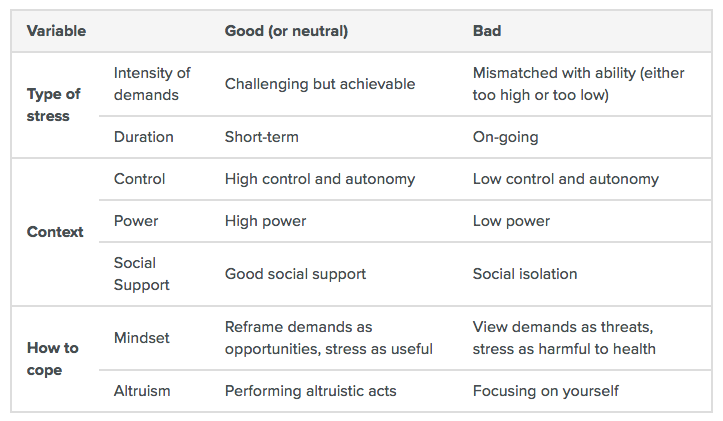 Variable Good (or neutral) Bad
Type of stress
Intensity of demands
Challenging but achievable
Mismatched with ability (either
too high or too low)
Duration Short-term On-going
Context
Control High control and autonomy Low control and autonomy
Power High power Low power
Social
Support
Good social support Social isolation
How to
cope
Mindset
Reframe demands as
opportunities, stress as useful
View demands as threats,
stress as harmful to health
Altruism Performing altruistic acts Focusing on yourself